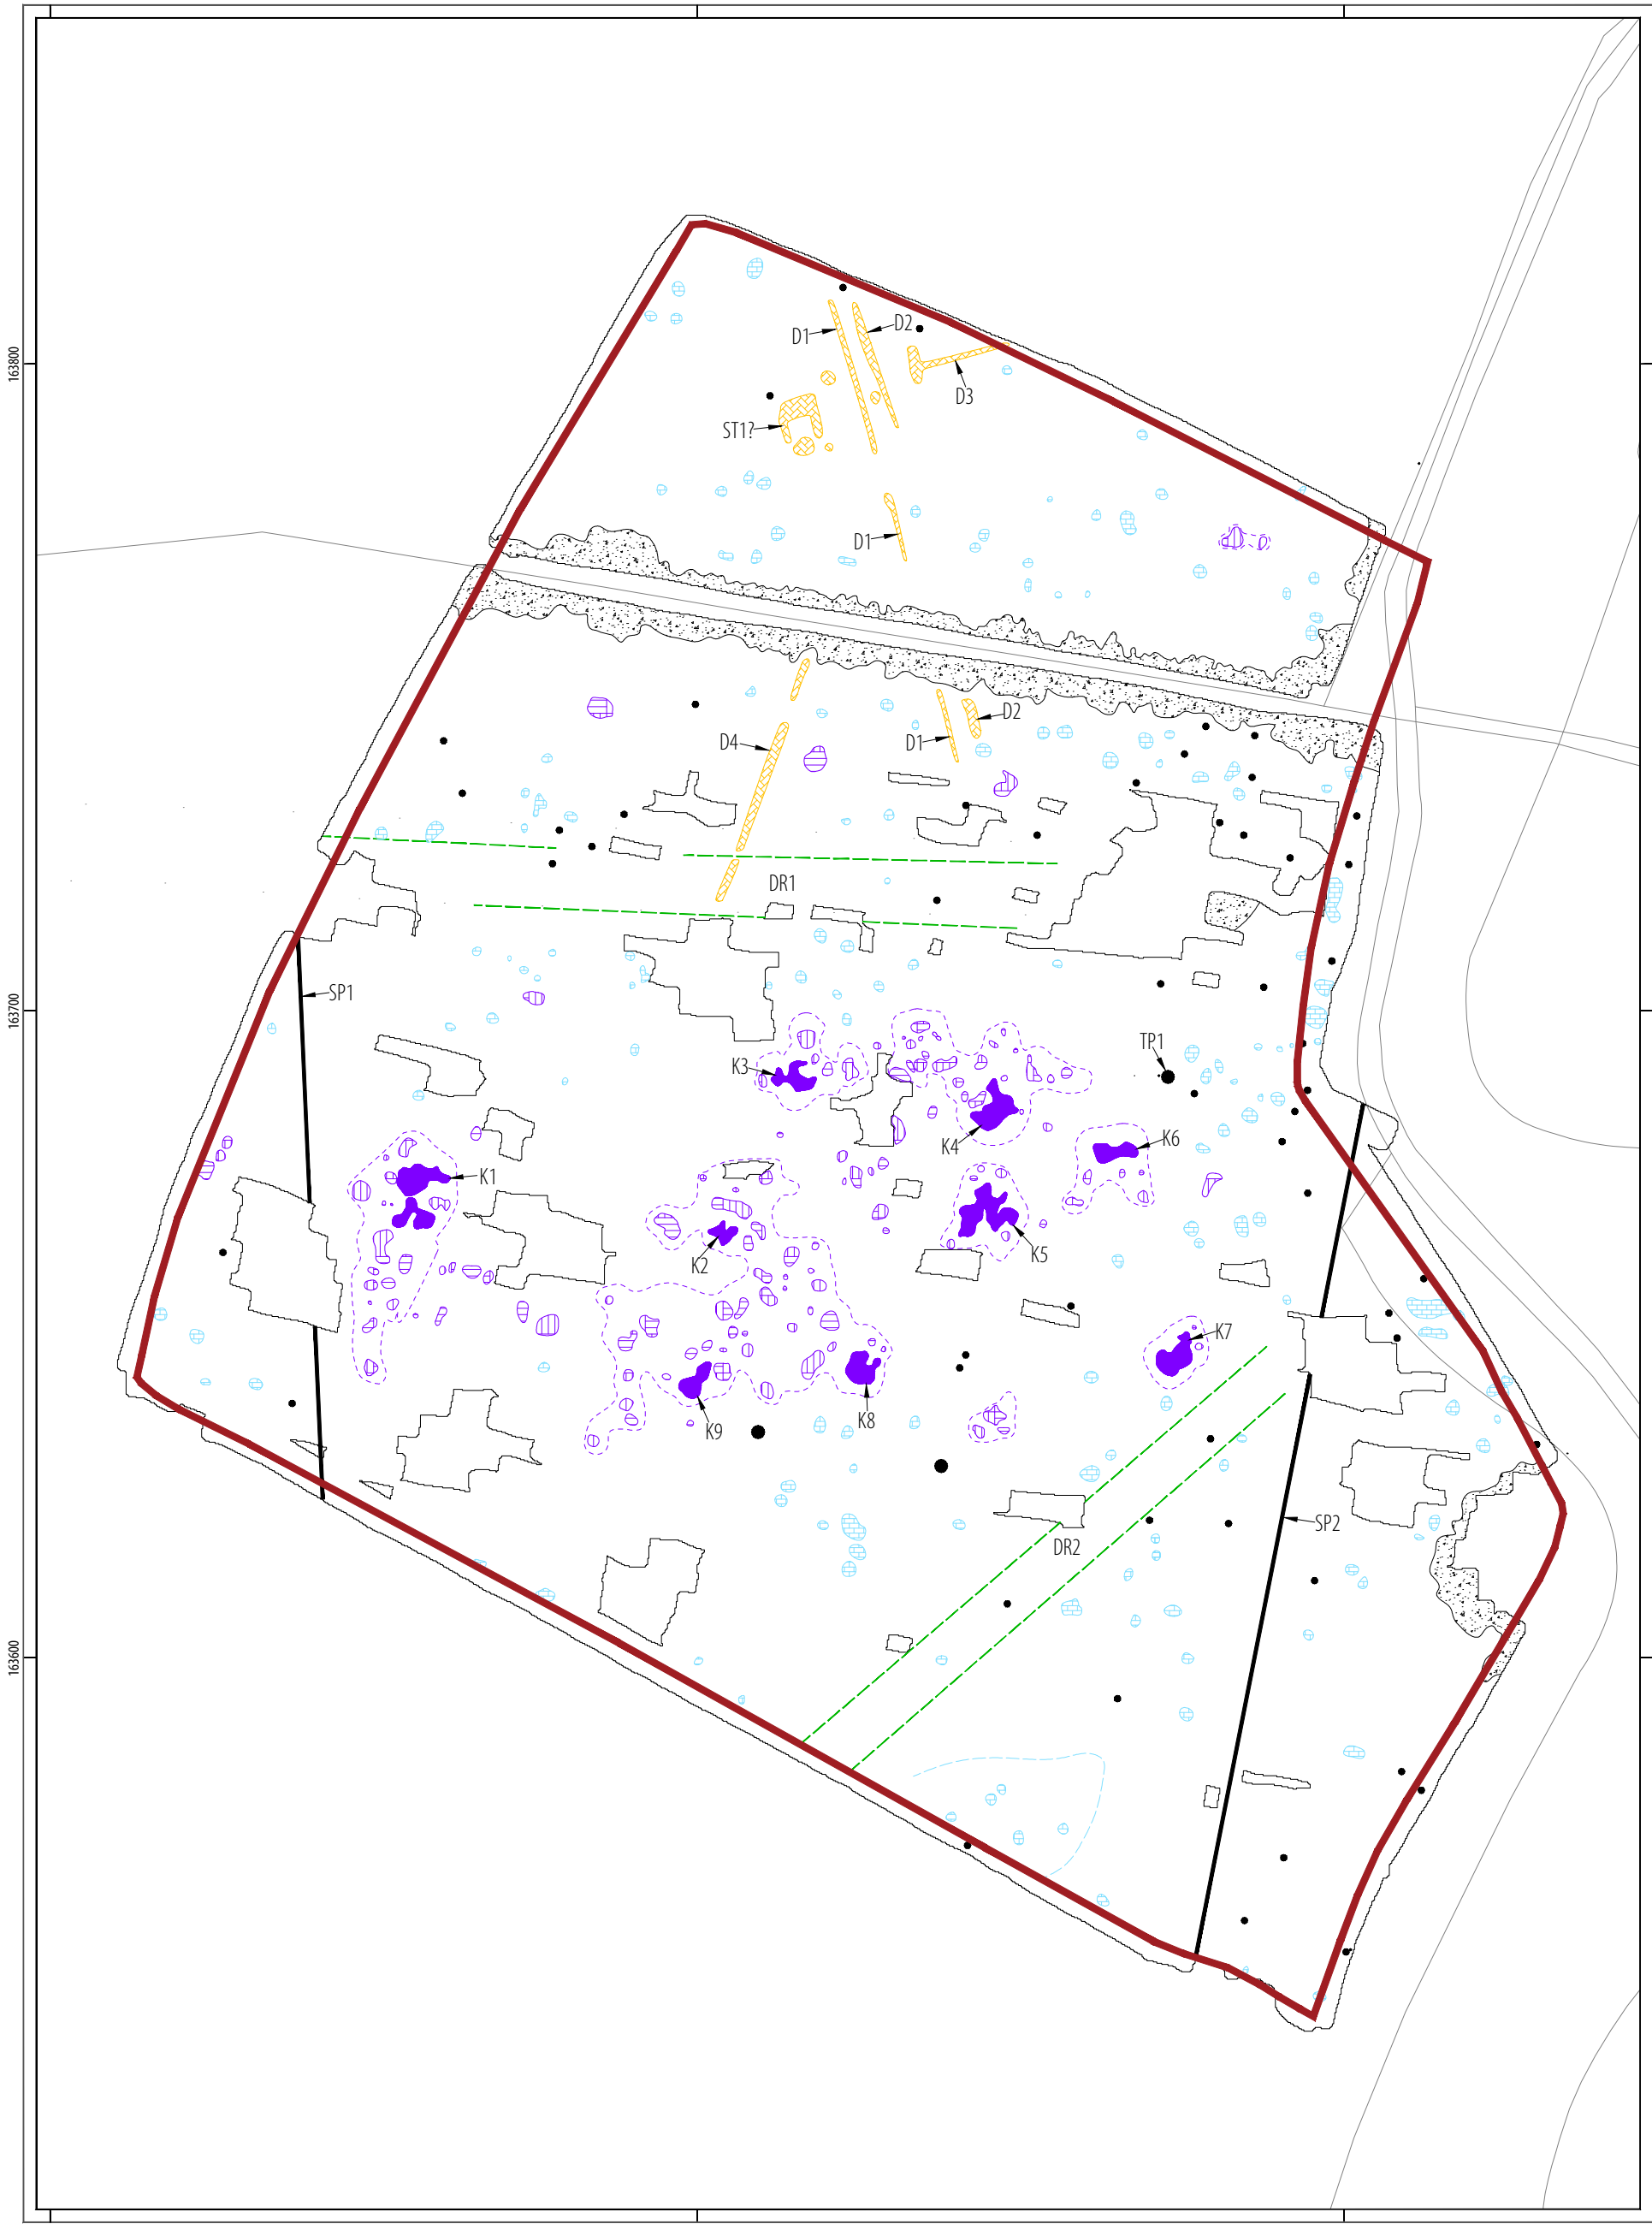 D1
D2
163800
D3
ST1?
D1
D2
D4
D1
DR1
SP1
163700
TP1
K3
K6
K4
K1
K5
K2
K7
K8
K9
SP2
DR2
163600